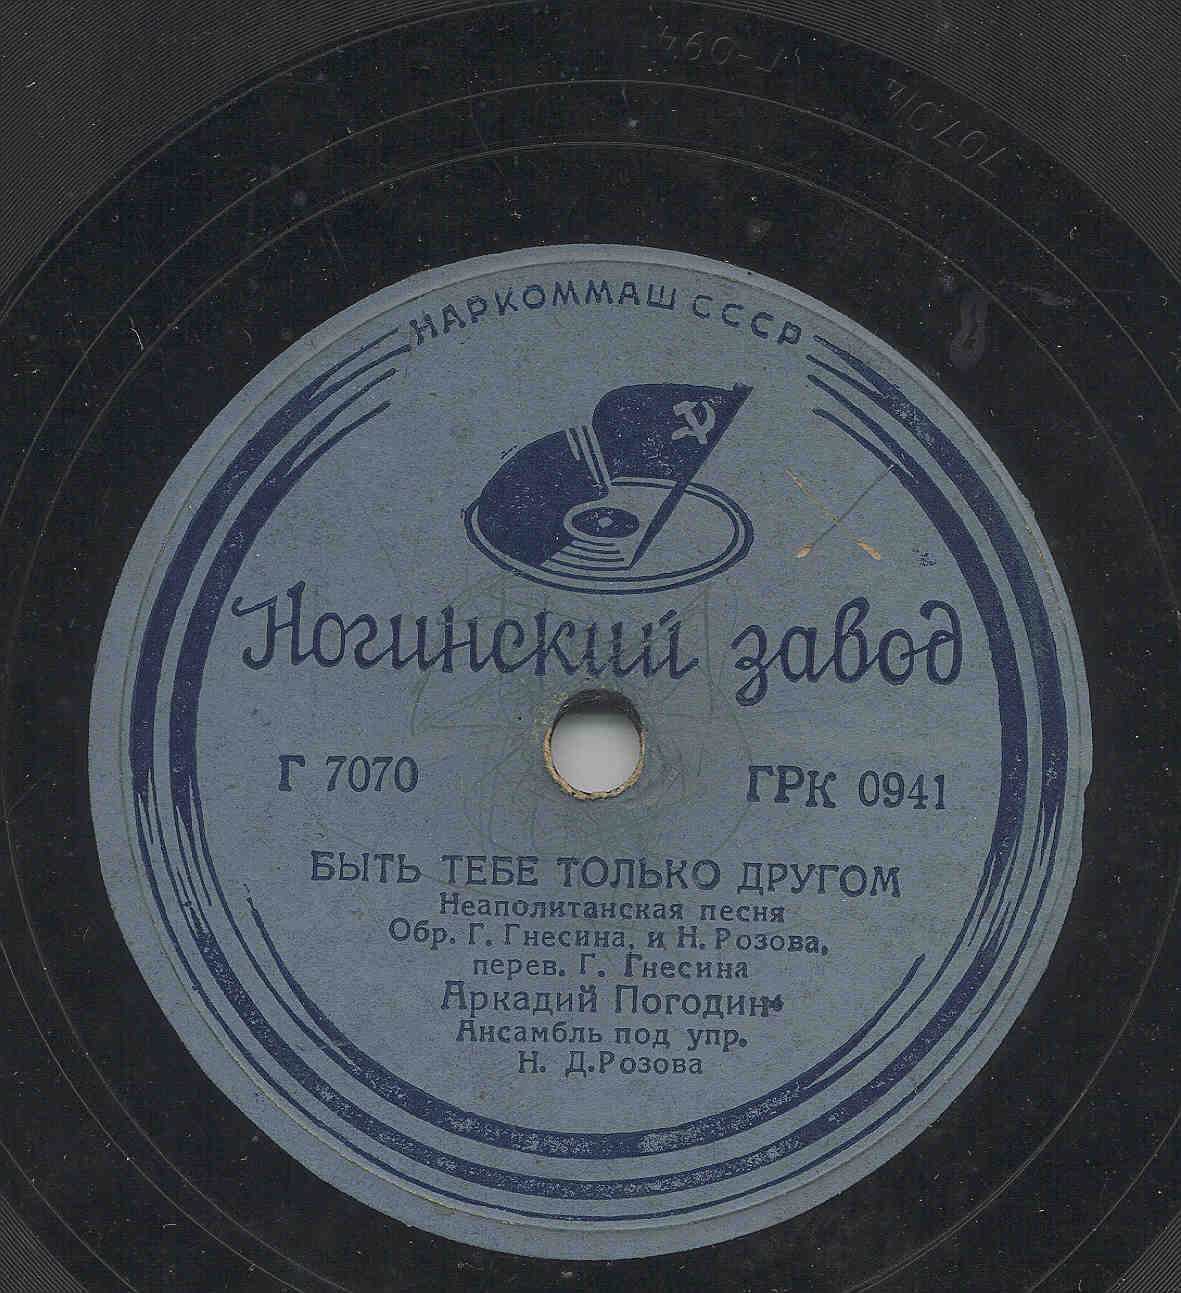 НАРКОММАШ СССР
Ногинский завод
Г 7070 ГРК 0941
БЫТЬ ТЕБЕ ТОЛЬКО ДРУГОМ
Неаполитанская песня
Обр. Г. Гнесина, и Н. Розова,
перев. Г. Гнесина
Аркадий Погодин
Ансамбль под упр.
Н. Д.Розова